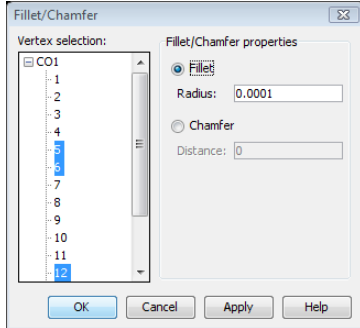 Fillet/Chamfer
Vertex selection:
CO1
1
2
3
4
5
6
7
8
9
10
11
12
Fillet/Chamfer properties
Fillet
Radius: 0.0001
Chamfer
Distance: 0
OK Cancel Apply Help